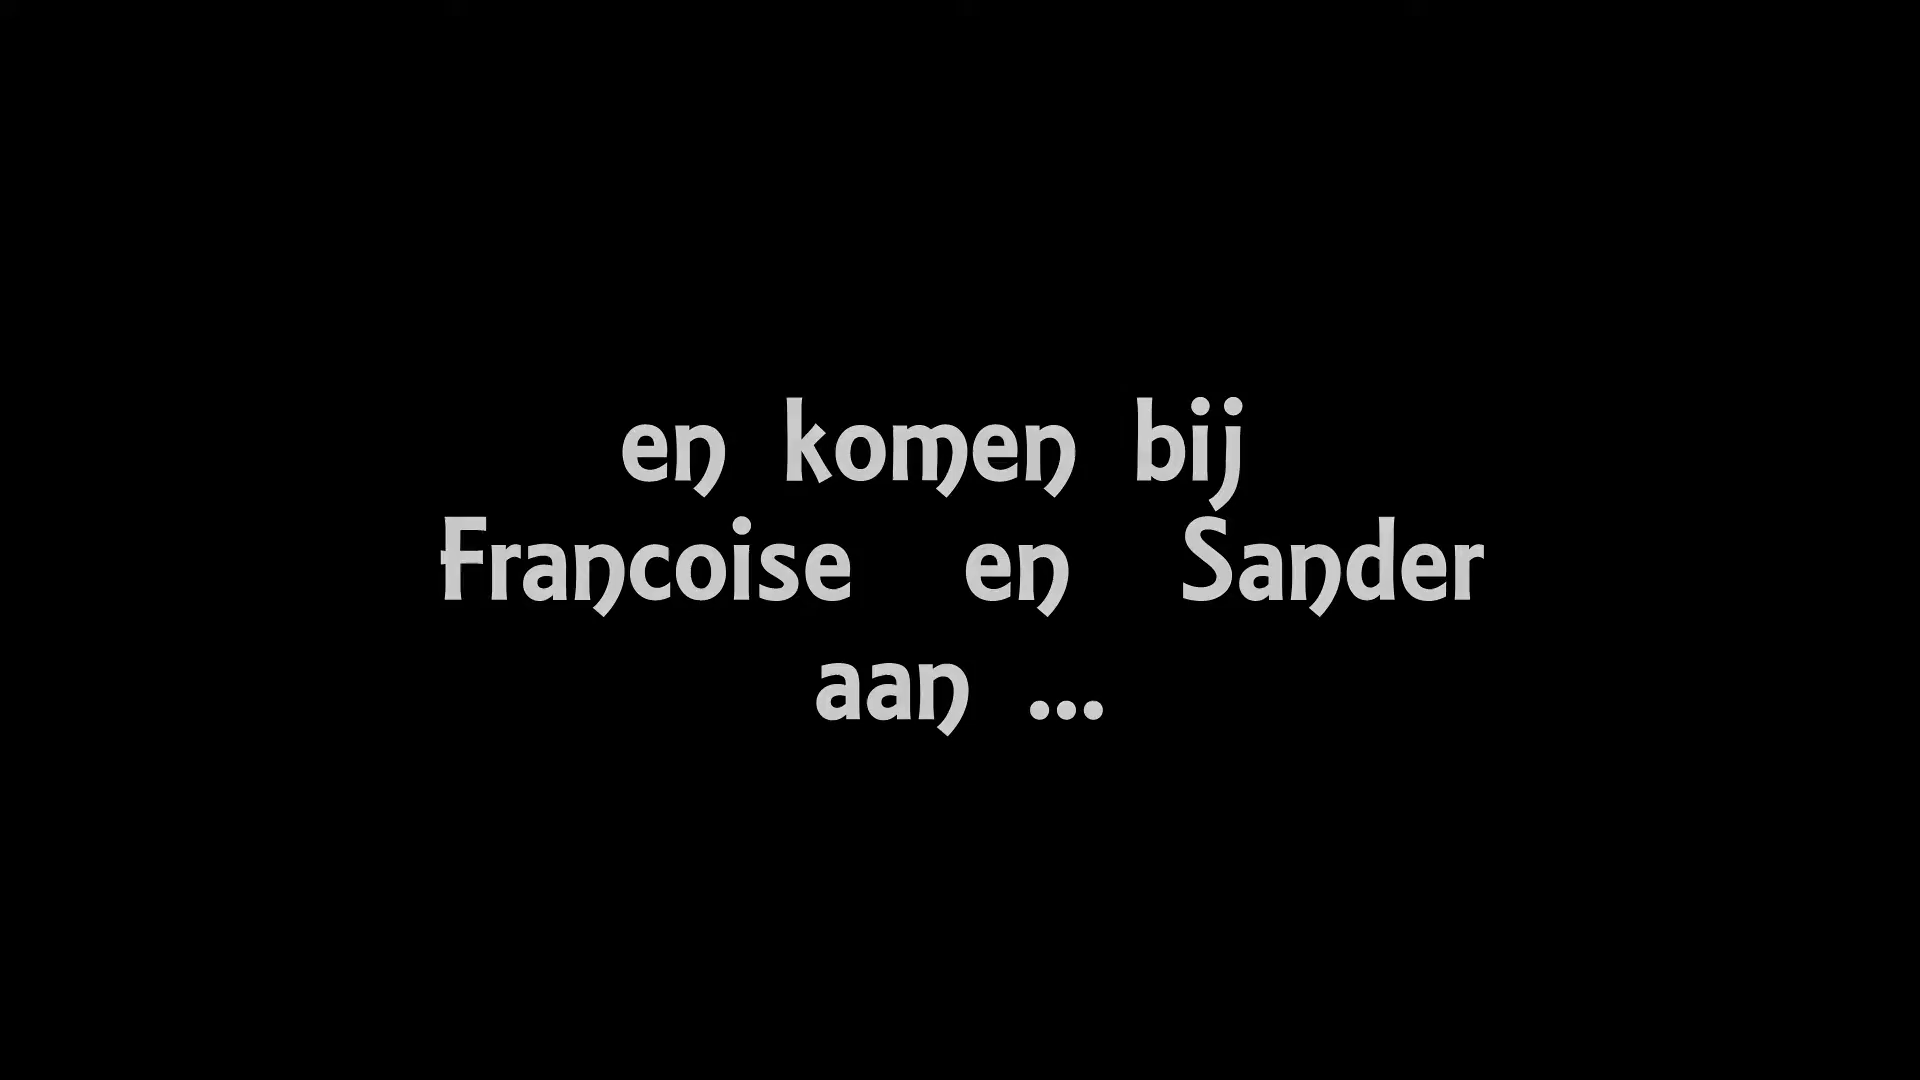 en komen bij
Francoise en Sander
aan ...